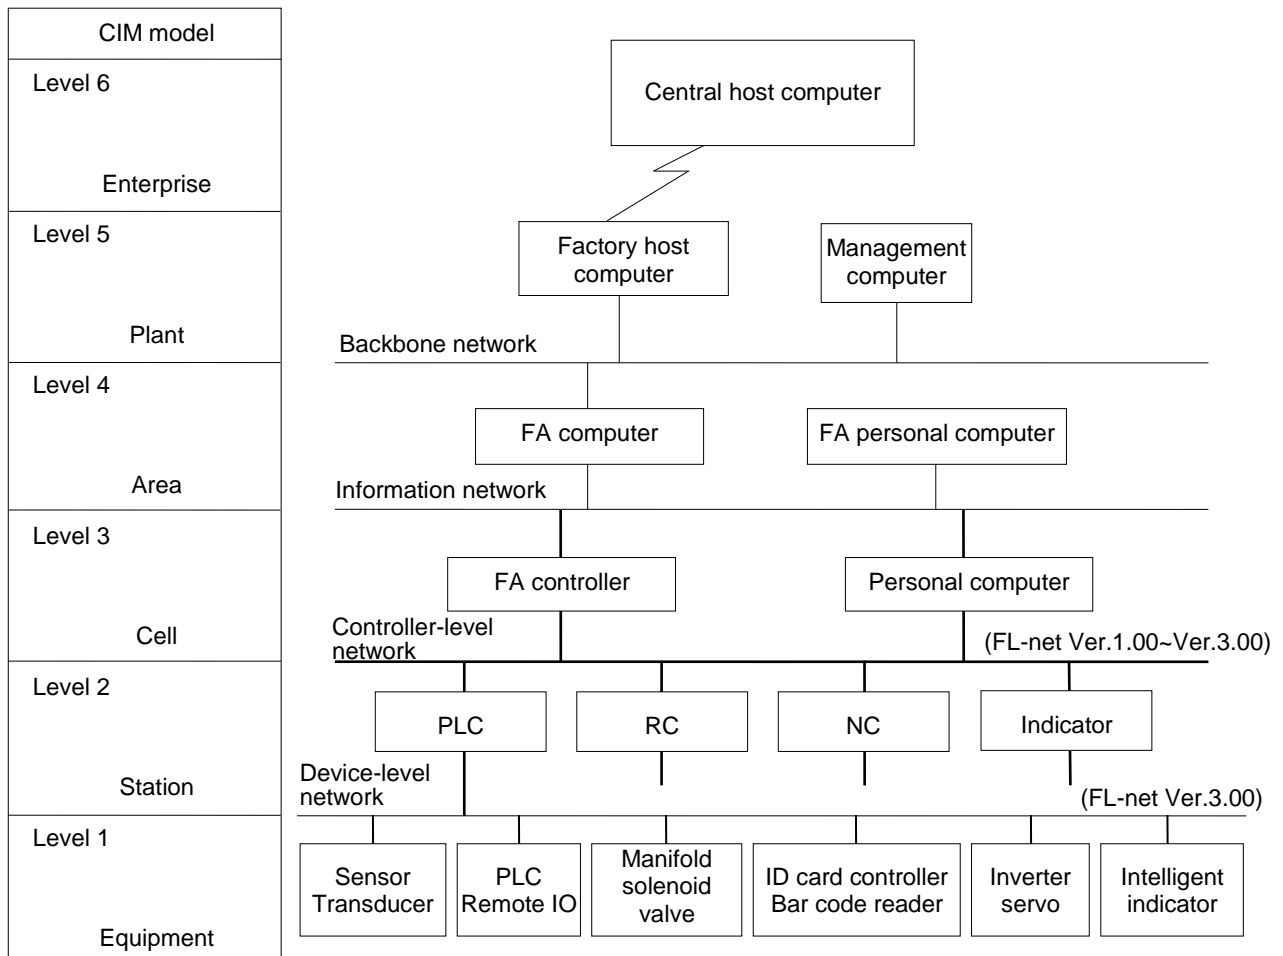 CIM model
Level 6
Central host computer
Enterprise
Level 5
Factory host
computer
Management
computer
Plant
Backbone network
Level 4
FA computer
FA personal computer
Area
Information network
Level 3
FA controller
Personal computer
Cell
Controller-level
network
(FL-net Ver.1.00~Ver.3.00)
Level 2
PLC
RC
NC
Indicator
Station
Device-level
network
(FL-net Ver.3.00)
Level 1
Sensor
Transducer
PLC
Remote IO
Manifold
solenoid
valve
ID card controller
Bar code reader
Inverter
servo
Intelligent
indicator
Equipment